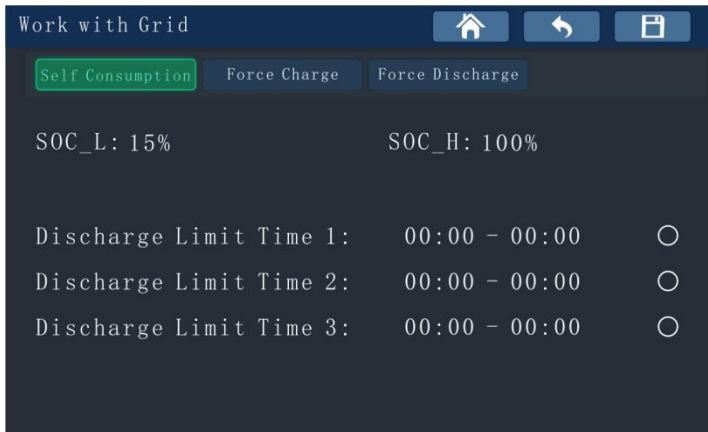 Work with Grid
Self Consumption Force Charge Force Discharge
SOC_L: 15% SOC_H: 100%
Discharge Limit Time 1: 00:00 - 00:00
Discharge Limit Time 2: 00:00 - 00:00
Discharge Limit Time 3: 00:00 - 00:00